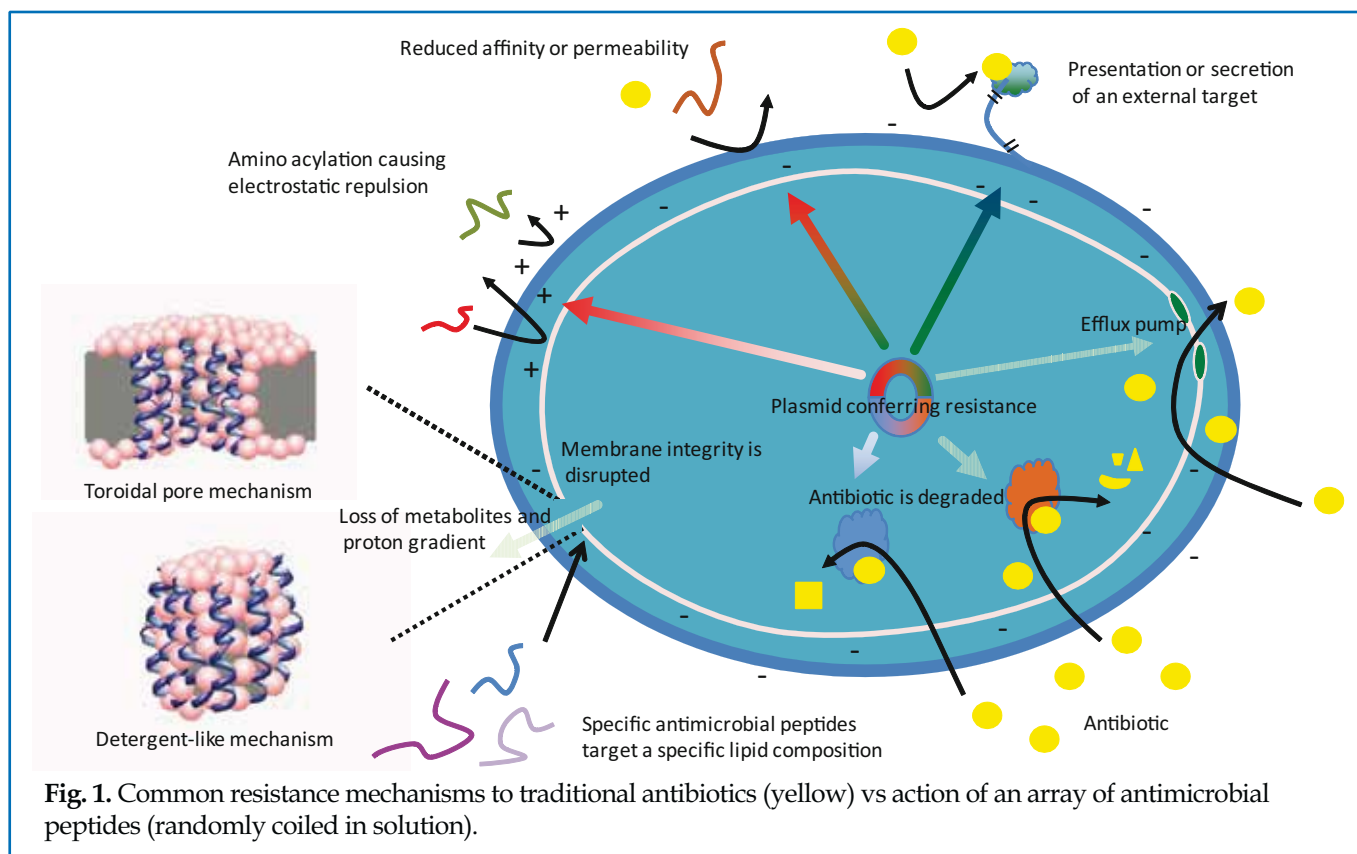 Reduced affinity or permeability
Presentation or secretion
of an external target
Amino acylation causing
electrostatic repulsion
- - - - - - - - - - - - - - - - -
+ + + + +
Efflux pump
Plasmid conferring resistance
Membrane integrity is
disrupted
Toroidal pore mechanism
Antibiotic is degraded
Loss of metabolites and
proton gradient
Detergent-like mechanism
Specific antimicrobial peptides
target a specific lipid composition
Antibiotic
Fig. 1. Common resistance mechanisms to traditional antibiotics (yellow) vs action of an array of antimicrobial
peptides (randomly coiled in solution).